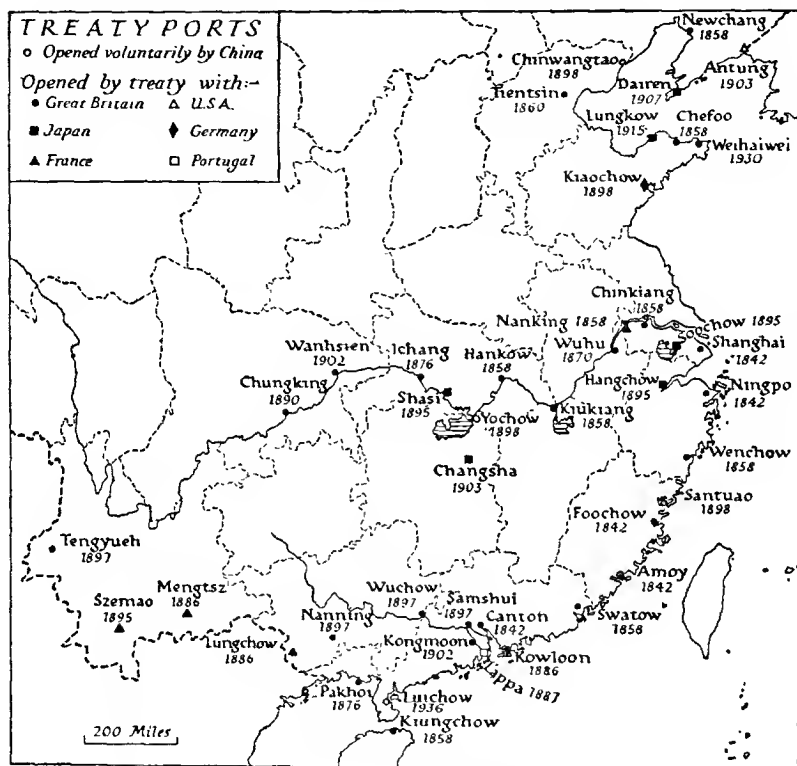 TREATY PORTS
Opened voluntarily by China
Opened by treaty with:-
Great Britain
U.S.A.
Japan
Germany
France
Portugal
Newchang
1858
Chinwangtao
1898
Antung
1903
Dairen
1907
Tientsin
1860
Lungkow
1915
Chefoo
1858
Weihaiwei
1930
Kiaochow
1898
Chinkiang
1858
Nanking 1858
Soochow 1895
Shanghai
1842
Wuhu
1870
Wanhsien
1902
Ichang
1876
Hankow
1858
Hangchow
1895
Ningpo
1842
Chungking
1890
Shasi
1895
Yochow
1898
Kiukiang
1858
Changsha
1903
Wenchow
1858
Santuao
1898
Foochow
1842
Tengyueh
1897
Amoy
1842
Mengtsz
1886
Szemao
1895
Wuchow
1897
Samshui
1897
Canton
1842
Swatow
1858
Nanning
1897
Lungchow
1886
Kongmoon
1902
Kowloon
1886
Lappa 1887
Pakhoi
1876
Luichow
1936
Kiungchow
1858
200 Miles